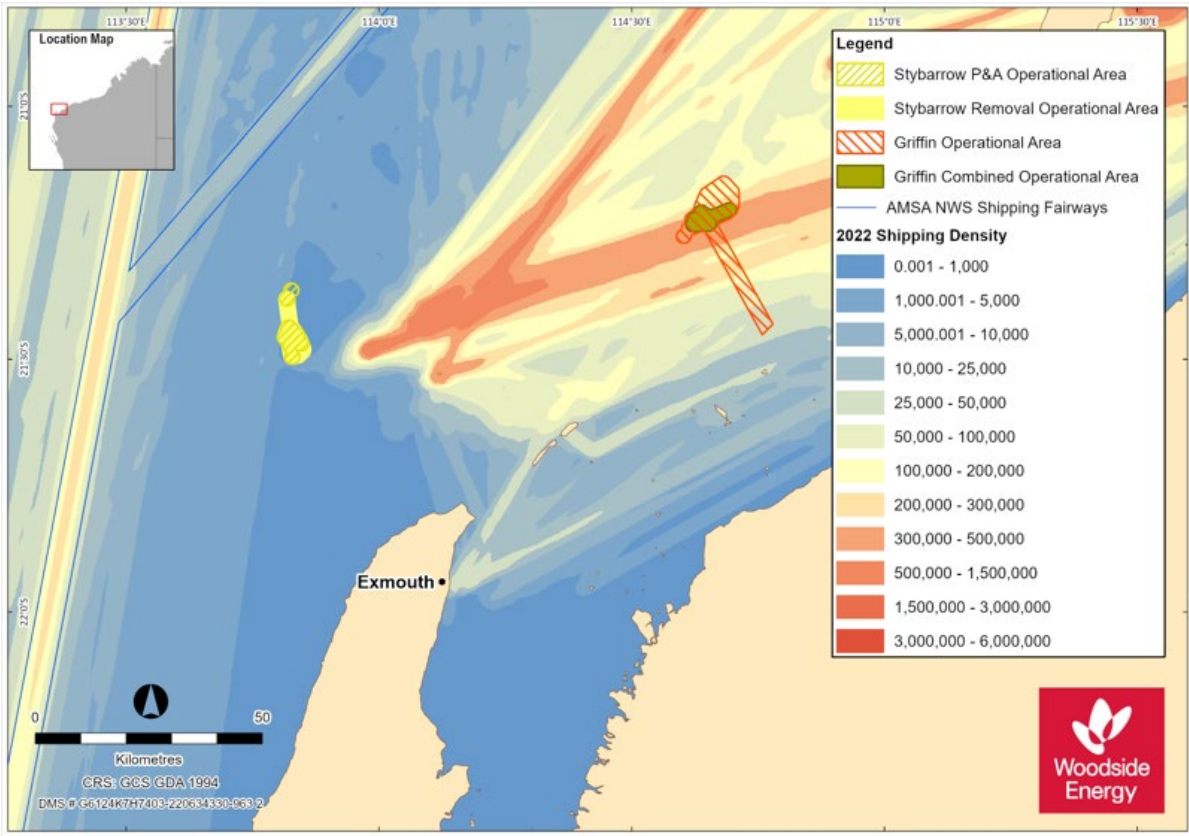 113°30'E 114°0'E 114°30'E 115°0'E 115°30'E
Location Map
21°0'S
21°30'S
22°0'S
Legend
Stybarrow P&A Operational Area
Stybarrow Removal Operational Area
Griffin Operational Area
Griffin Combined Operational Area
AMSA NWS Shipping Fairways
2022 Shipping Density
0.001 - 1,000
1,000.001 - 5,000
5,000.001 - 10,000
10,000 - 25,000
25,000 - 50,000
50,000 - 100,000
100,000 - 200,000
200,000 - 300,000
300,000 - 500,000
500,000 - 1,500,000
1,500,000 - 3,000,000
3,000,000 - 6,000,000
Exmouth
0 50
Kilometres
CRS: GCS GDA 1994
DMS # G6124K7H7403-220634330-963 2
Woodside
Energy